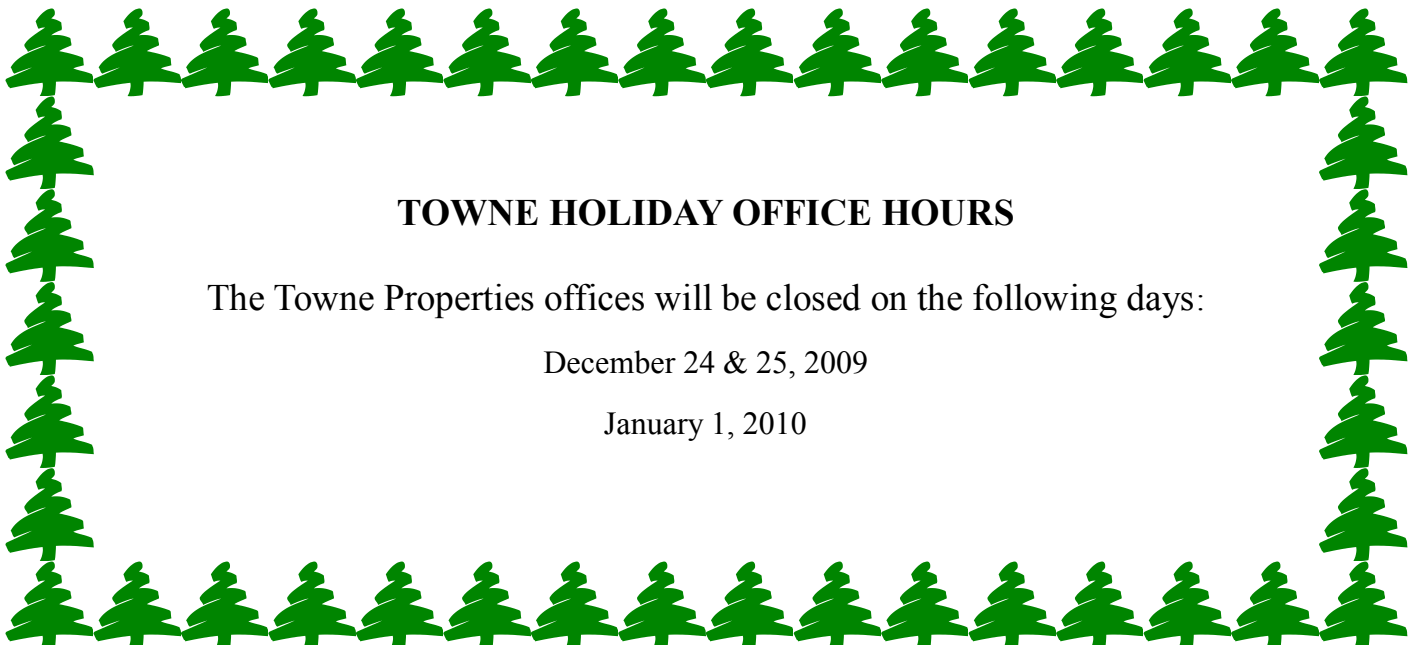 TOWNE HOLIDAY OFFICE HOURS
The Towne Properties offices will be closed on the following days:
December 24 & 25, 2009
January 1, 2010